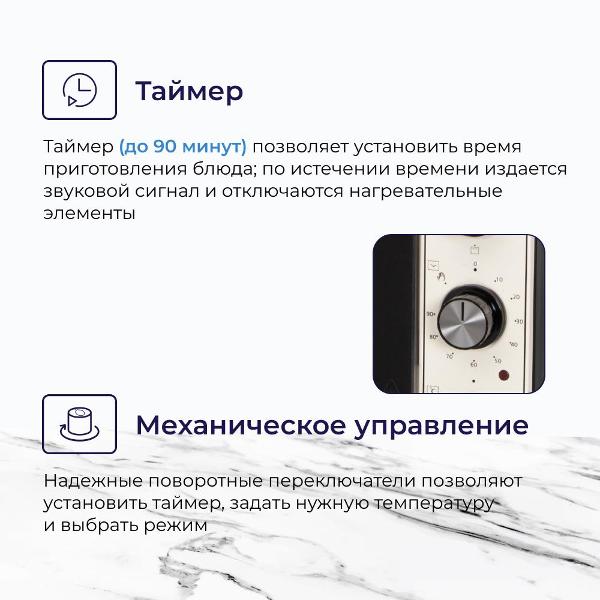 Таймер
Таймер (до 90 минут) позволяет установить время
приготовления блюда; по истечении времени издается
звуковой сигнал и отключаются нагревательные
элементы
0
10
20
30
40
50
60
70
80
90
Механическое управление
Надежные поворотные переключатели позволяют
установить таймер, задать нужную температуру
и выбрать режим